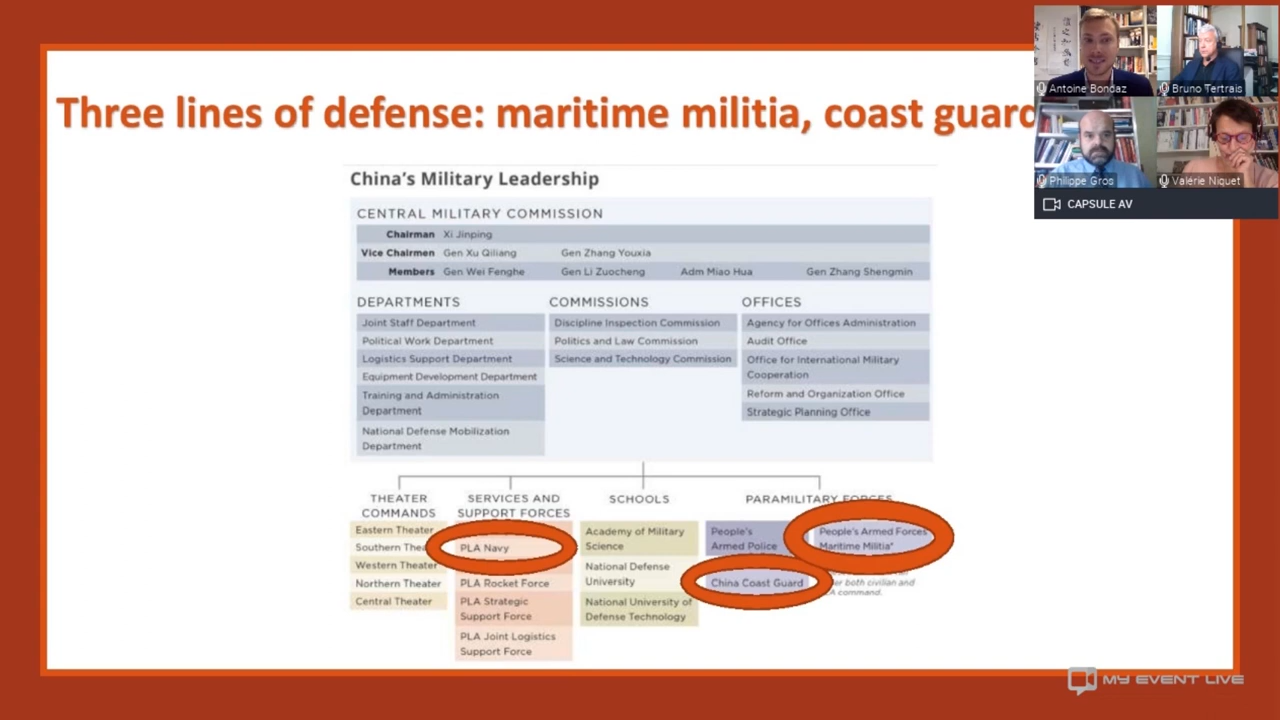 Three lines of defense: maritime militia, coast guard
Antoine Bondaz
Bruno Tertrais
Philippe Gros
Valérie Niquet
CAPSULE AV
China's Military Leadership
CENTRAL MILITARY COMMISSION
Chairman Xi Jinping
Vice Chairmen Gen Xu Qiliang Gen Zhang Youxia
Members Gen Wei Fenghe Gen Li Zuocheng Adm Miao Hua Gen Zhang Shengmin
DEPARTMENTS
Joint Staff Department
Political Work Department
Logistics Support Department
Equipment Development Department
Training and Administration
Department
National Defense Mobilization
Department
COMMISSIONS
Discipline Inspection Commission
Politics and Law Commission
Science and Technology Commission
OFFICES
Agency for Offices Administration
Audit Office
Office for International Military
Cooperation
Reform and Organization Office
Strategic Planning Office
THEATER
COMMANDS
Eastern Theater
Southern
Western Theater
Northern Theater
Central Theater
SERVICES AND
SUPPORT FORCES
PLA Navy
PLA Rocket Force
PLA Strategic
Support Force
PLA Joint Logistics
Support Force
SCHOOLS
Academy of Military
Science
National Defense
University
National University of
Defense Technology
PARAMILITARY FORCES
People's
Armed Police
China Coast Guard
People's Armed Forces
Maritime Militia*
both civilian and
command.
MY EVENT LIVE